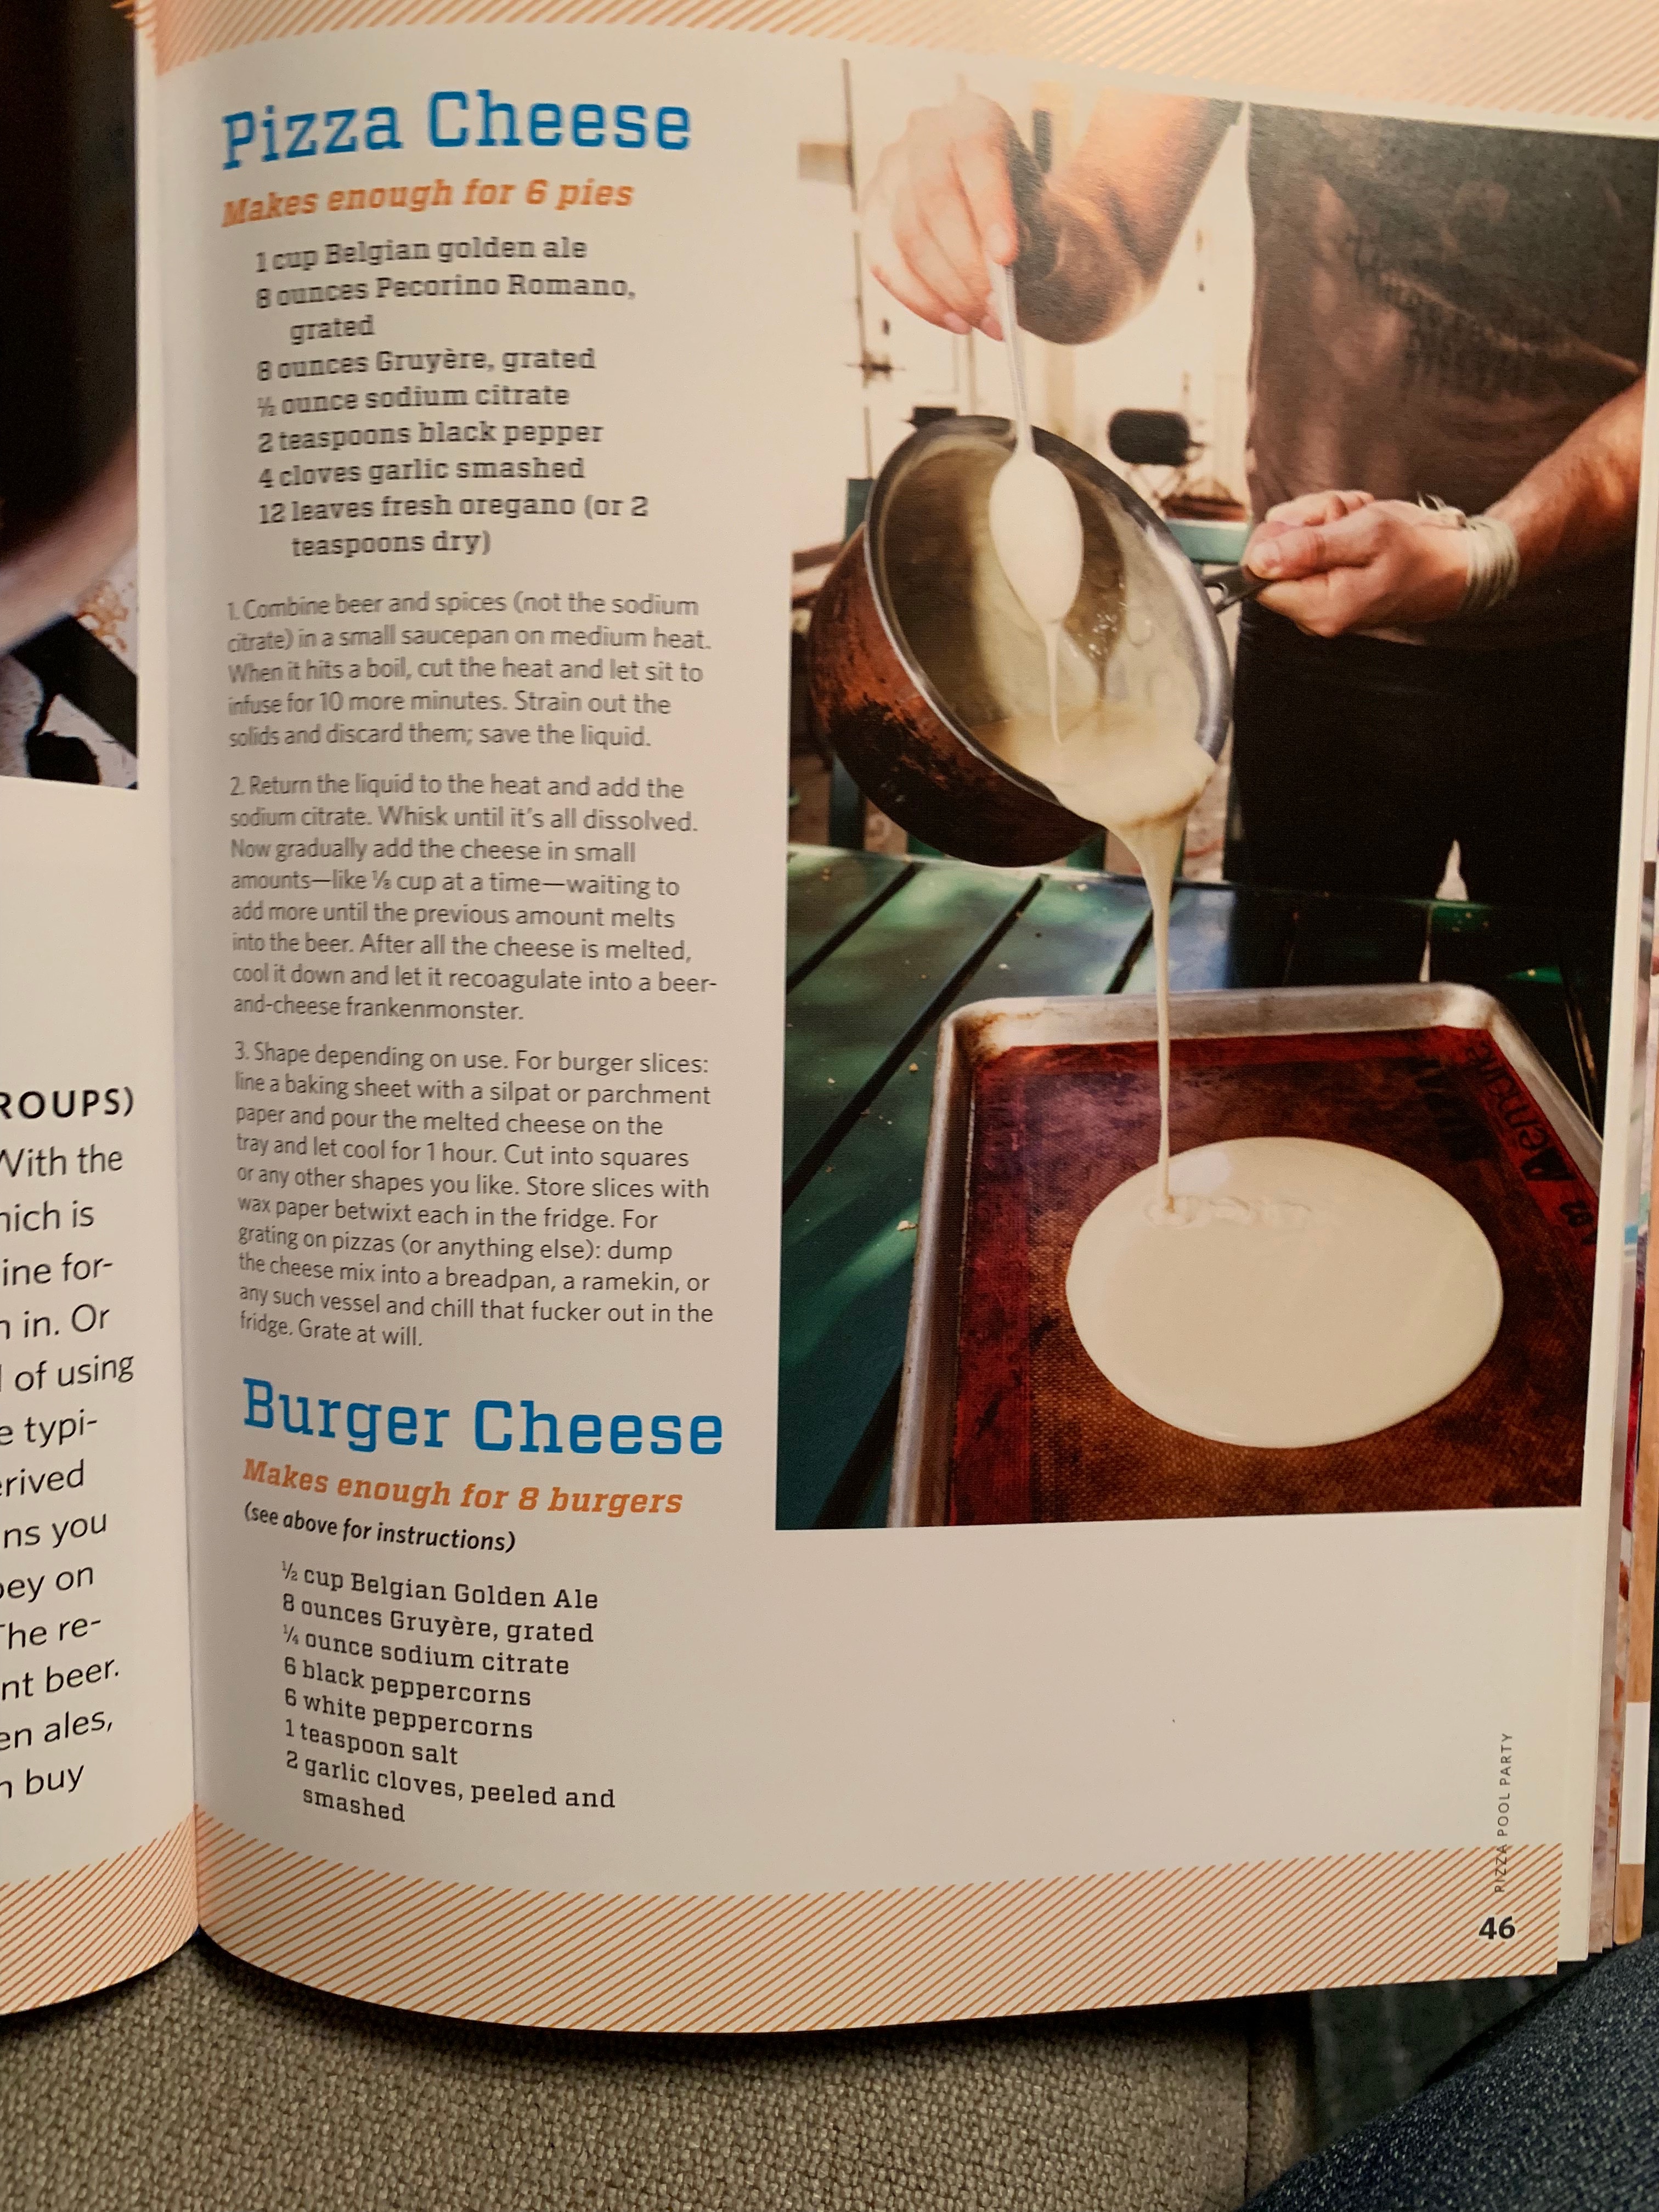 ROUPS)
With the
hich is
ine for-
n in. Or
of using
e typi-
erived
ns you
bey on
The re-
nt beer.
en ales,
n buy
Pizza Cheese
Makes enough for 6 pies
1 cup Belgian golden ale
8 ounces Pecorino Romano,
grated
8 ounces Gruyère, grated
½ ounce sodium citrate
2 teaspoons black pepper
4 cloves garlic smashed
12 leaves fresh oregano (or 2
teaspoons dry)
1. Combine beer and spices (not the sodium
citrate) in a small saucepan on medium heat.
When it hits a boil, cut the heat and let sit to
infuse for 10 more minutes. Strain out the
solids and discard them; save the liquid.
2. Return the liquid to the heat and add the
sodium citrate. Whisk until it's all dissolved.
Now gradually add the cheese in small
amounts—like ⅛ cup at a time—waiting to
add more until the previous amount melts
into the beer. After all the cheese is melted,
cool it down and let it recoagulate into a beer-
and-cheese frankenmonster.
3. Shape depending on use. For burger slices:
line a baking sheet with a silpat or parchment
paper and pour the melted cheese on the
tray and let cool for 1 hour. Cut into squares
or any other shapes you like. Store slices with
wax paper betwixt each in the fridge. For
grating on pizzas (or anything else): dump
the cheese mix into a breadpan, a ramekin, or
any such vessel and chill that fucker out in the
fridge. Grate at will.
Burger Cheese
Makes enough for 8 burgers
(see above for instructions)
½ cup Belgian Golden Ale
8 ounces Gruyère, grated
¼ ounce sodium citrate
6 black peppercorns
6 white peppercorns
1 teaspoon salt
2 garlic cloves, peeled and
smashed
PIZZA POOL PARTY
46